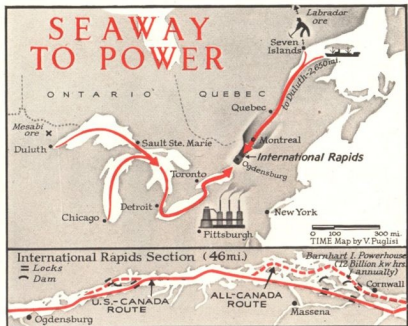 SEAWAY
TO POWER
Labrador
ore
Seven
Islands
to Duluth-2,650 mi.
ONTARIO
QUEBEC
Quebec
Mesabi
ore
Duluth
Sault Ste. Marie
Montreal
International Rapids
Ogdensburg
Toronto
Detroit
Chicago
New York
Pittsburgh
0 300 mi.
TIME Map by V. Puglisi
International Rapids Section (46mi.)
Locks
Dam
Barnhart I. Powerhouse
(12 Billion kw hrs.
annually)
Cornwall
U.S.-CANADA
ROUTE
ALL-CANADA
ROUTE
Ogdensburg
Massena